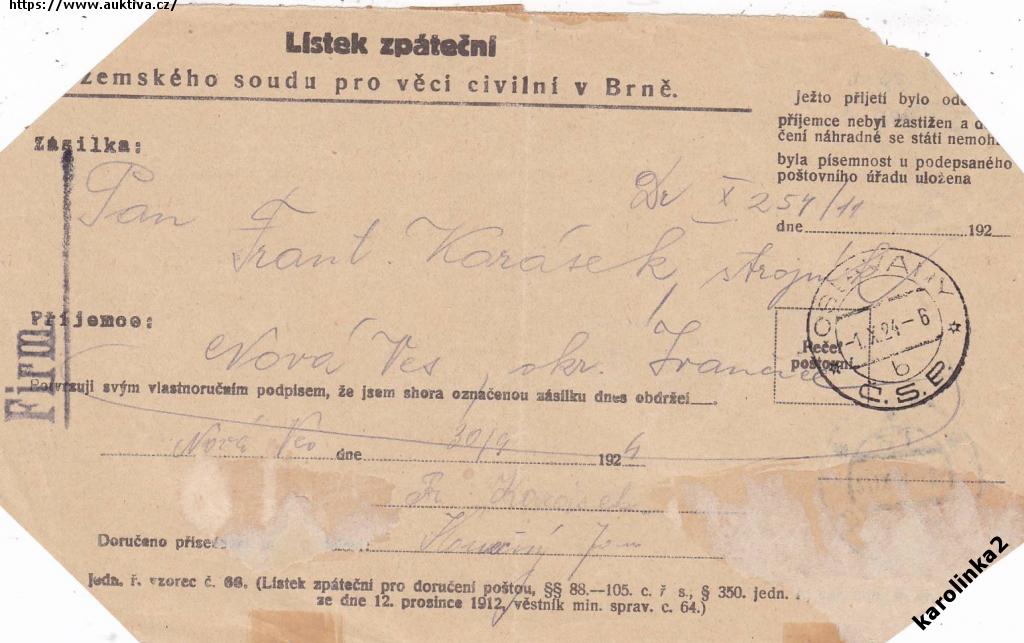 https://www.auktiva.cz/
Lístek zpáteční
zemského soudu pro věci civilní v Brně.
Ježto přijetí bylo
příjemce nebyl zastižen a
čení náhradné se státi
byla písemnost u podepsaného
poštovního úřadu uložena
dne 192
Zásilka:
Pan
Dr X 254/11
Frant. Karásek,
Firm
Příjemce:
Nová Ves, okr.
Pečeť
poštovní
OSLAVANY
-1.X.24-6
b
Č.S.P.
Potvrzuji svým vlastnoručním podpisem, že jsem shora označenou zásilku dnes obdržel
Nová Ves dne 30/9 1924
Fr. Karásek
Doručeno
jedn. ř. vzorec č. 66. (Lístek zpáteční pro doručení poštou, §§ 88.—105. c. ř s., § 350. jedn.
ze dne 12. prosince 1912, věstník min. sprav. č. 64.)
karolinka2